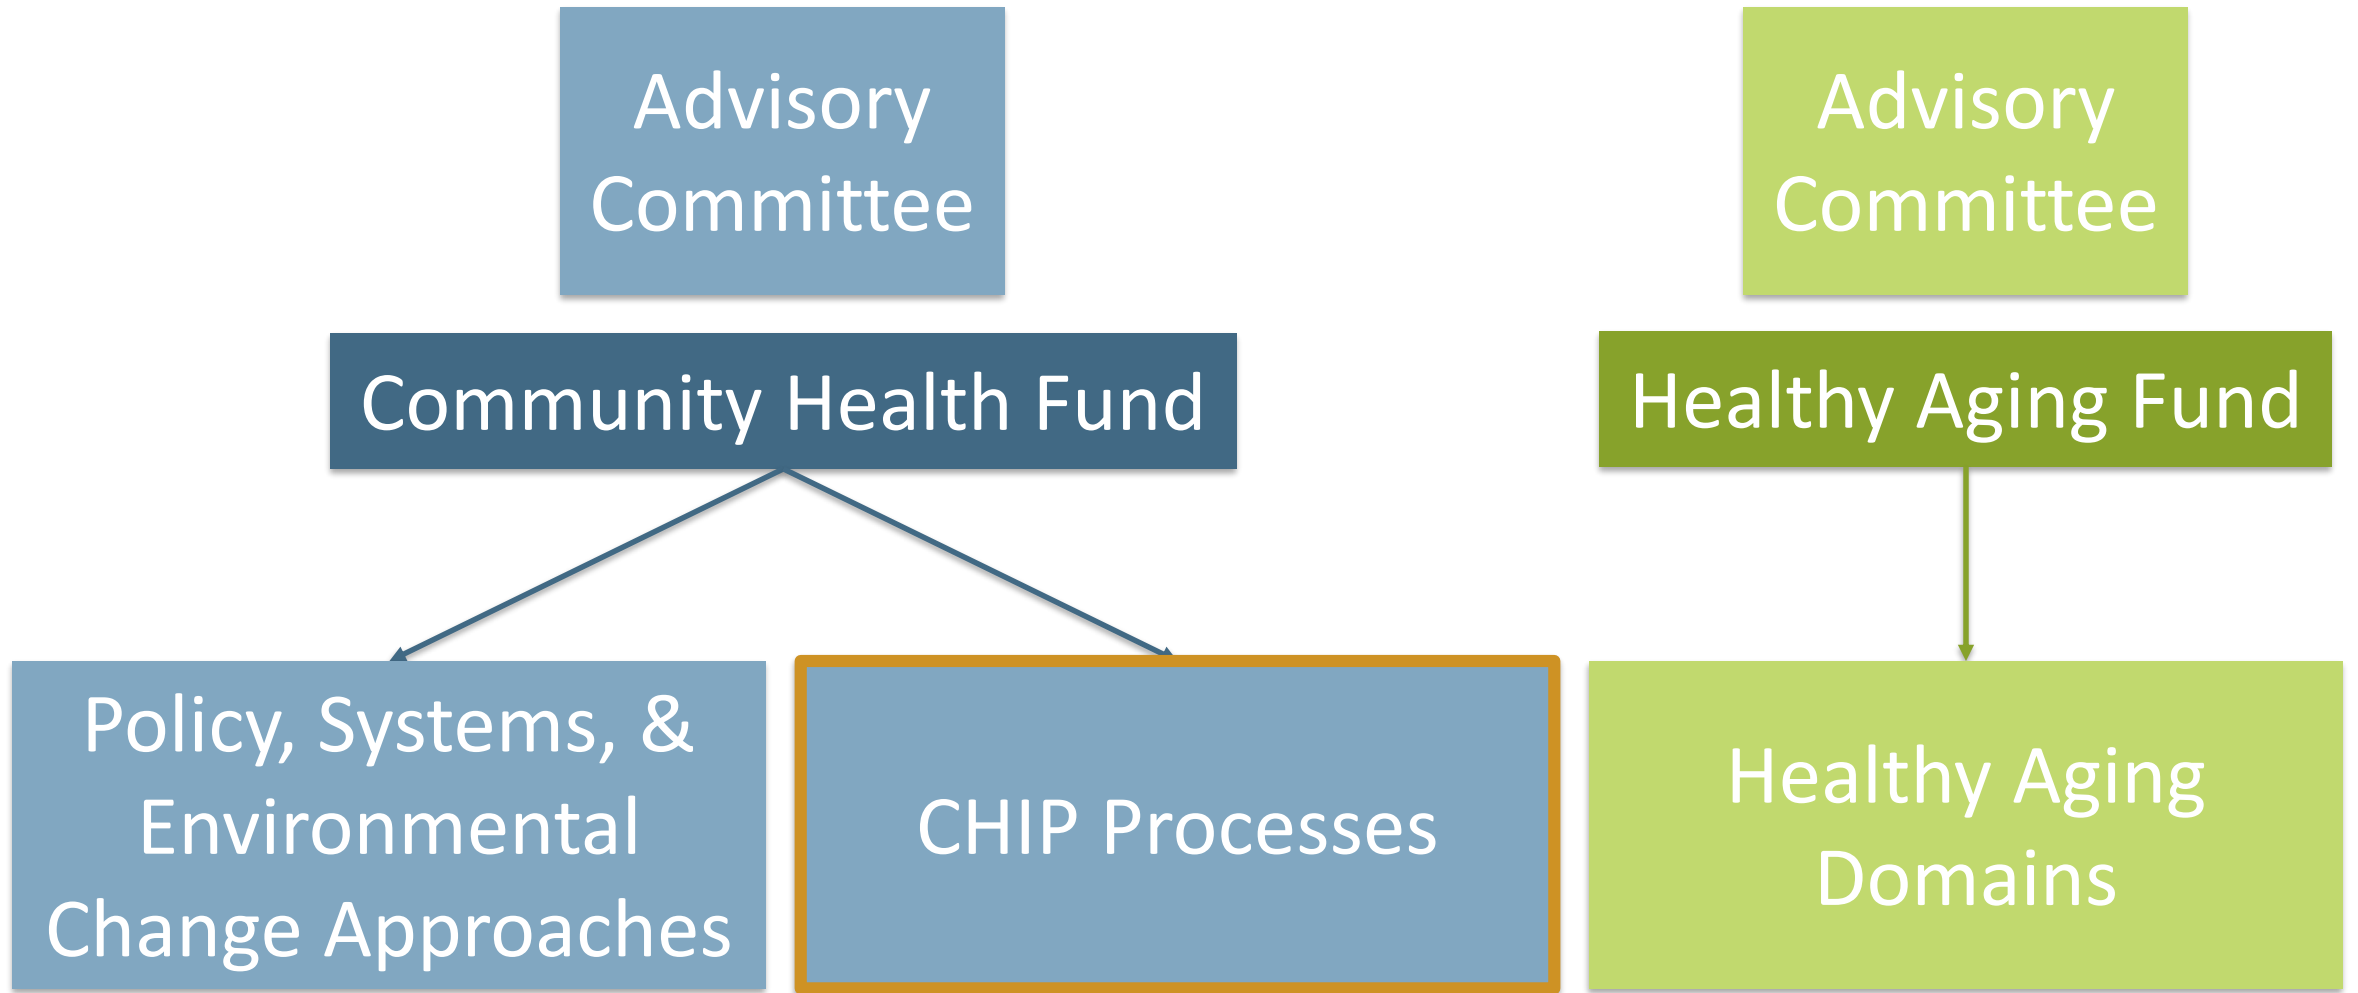 Advisory
Committee
Advisory
Committee
Community Health Fund
Healthy Aging Fund
Policy, Systems, &
Environmental
Change Approaches
CHIP Processes
Healthy Aging
Domains